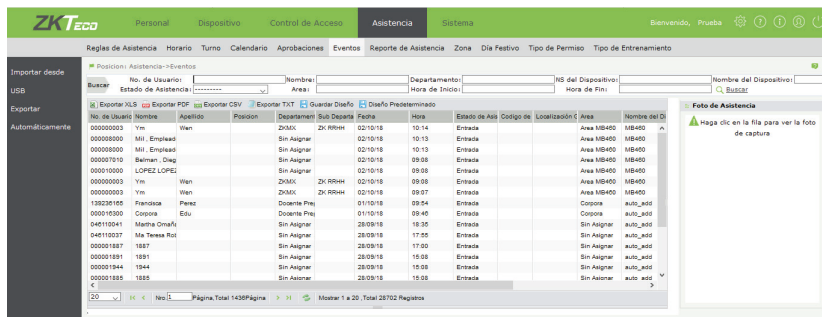 ZKTECO Personal Dispositivo Control de Acceso Asistencia Sistema Bienvenido, Prueba
Reglas de Asistencia Horario Turno Calendario Aprobaciones Eventos Reporte de Asistencia Zona Día Festivo Tipo de Permiso Tipo de Entrenamiento
Importar desde
USB
Exportar
Automáticamente
Posicion: Asistencia->Eventos
Buscar No. de Usuario: Nombre: Departamento: NS del Dispositivo: Nombre del Dispositivo:
Estado de Asistencia: --------- Area: Hora de Inicio: Hora de Fin: Buscar
Exportar XLS Exportar PDF Exportar CSV Exportar TXT Guardar Diseño Diseño Predeterminado
No. de Usuario Nombre Apellido Posicion Departament Sub Departa Fecha Hora Estado de Asis Codigo de Localización G Area Nombre del Di
000000003 Ym Wen ZKMX ZK RRHH 02/10/18 10:14 Entrada Area MB460 MB460
000008000 Mil , Emplead Sin Asignar 02/10/18 10:13 Entrada Area MB460 MB460
000008000 Mil , Emplead Sin Asignar 02/10/18 10:13 Entrada Area MB460 MB460
000007010 Belman , Dieg Sin Asignar 02/10/18 09:08 Entrada Area MB460 MB460
000010000 LOPEZ LOPEZ Sin Asignar 02/10/18 09:08 Entrada Area MB460 MB460
000000003 Ym Wen ZKMX ZK RRHH 02/10/18 09:08 Entrada Area MB460 MB460
000000003 Ym Wen ZKMX ZK RRHH 02/10/18 09:07 Entrada Area MB460 MB460
139236166 Francisca Perez Docente Pre 01/10/18 09:54 Entrada Corpora auto_add
000016300 Corpora Edu Docente Pre 01/10/18 09:46 Entrada Corpora auto_add
046110041 Martha Omaña Sin Asignar 28/09/18 18:35 Entrada Sin Asignar auto_add
046110037 Ma Teresa Rol Sin Asignar 28/09/18 17:55 Entrada Sin Asignar auto_add
000001887 1887 Sin Asignar 28/09/18 17:00 Entrada Sin Asignar auto_add
000001891 1891 Sin Asignar 28/09/18 15:08 Entrada Sin Asignar auto_add
000001944 1944 Sin Asignar 28/09/18 15:08 Entrada Sin Asignar auto_add
000001885 1885 Sin Asignar 28/09/18 15:08 Entrada Sin Asignar auto_add
20 Nro. 1 Página,Total 1436Página Mostrar 1 a 20 ,Total 28702 Registros
Foto de Asistencia
Haga clic en la fila para ver la foto
de captura